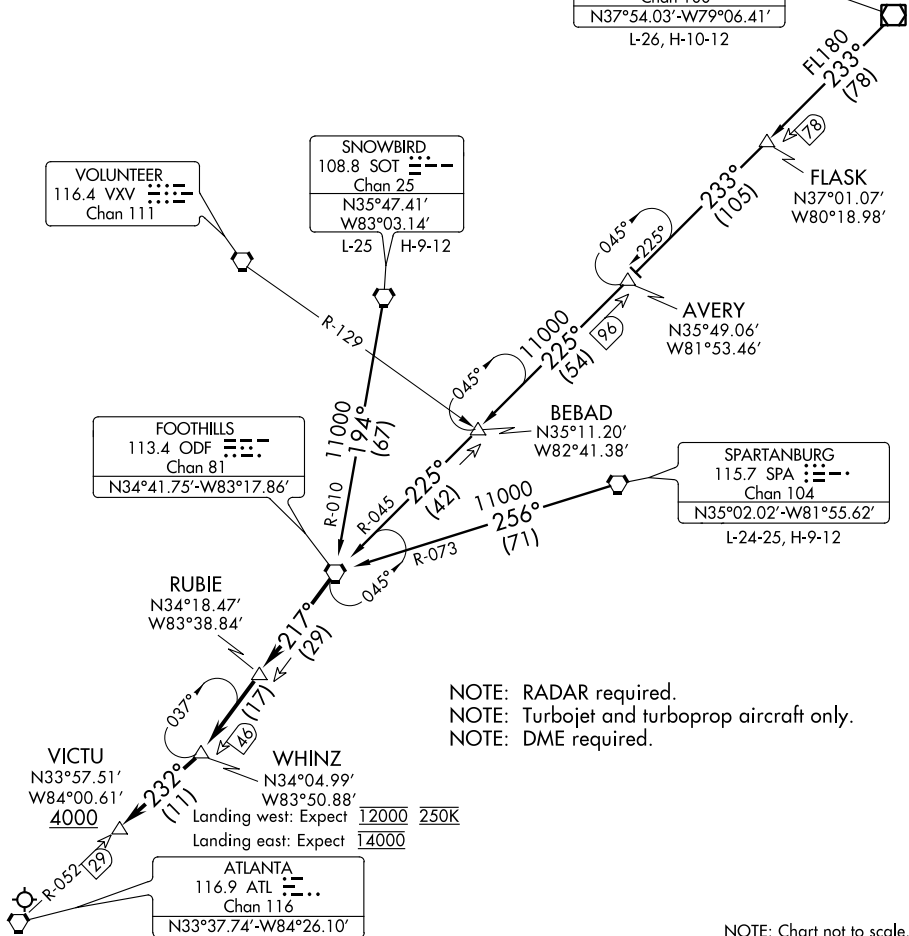 N37°54.03'-W79°06.41'
L-26, H-10-12
FL180
233°
(78)
78
FLASK
N37°01.07'
W80°18.98'
233°
(105)
VOLUNTEER
116.4 VXV
Chan 111
SNOWBIRD
108.8 SOT
Chan 25
N35°47.41'
W83°03.14'
L-25 H-9-12
045°
225°
AVERY
N35°49.06'
W81°53.46'
96
11000
225°
(54)
R-129
045°
BEBAD
N35°11.20'
W82°41.38'
11000
194°
(67)
R-010
FOOTHILLS
113.4 ODF
Chan 81
N34°41.75'-W83°17.86'
R-045
225°
(42)
SPARTANBURG
115.7 SPA
Chan 104
N35°02.02'-W81°55.62'
L-24-25, H-9-12
11000
256°
(71)
R-073
045°
RUBIE
N34°18.47'
W83°38.84'
217°
(29)
NOTE: RADAR required.
NOTE: Turbojet and turboprop aircraft only.
NOTE: DME required.
037°
(17)
46
WHINZ
N34°04.99'
W83°50.88'
Landing west: Expect 12000 250K
Landing east: Expect 14000
VICTU
N33°57.51'
W84°00.61'
4000
232°
(11)
R-052
29
ATLANTA
116.9 ATL
Chan 116
N33°37.74'-W84°26.10'
NOTE: Chart not to scale.